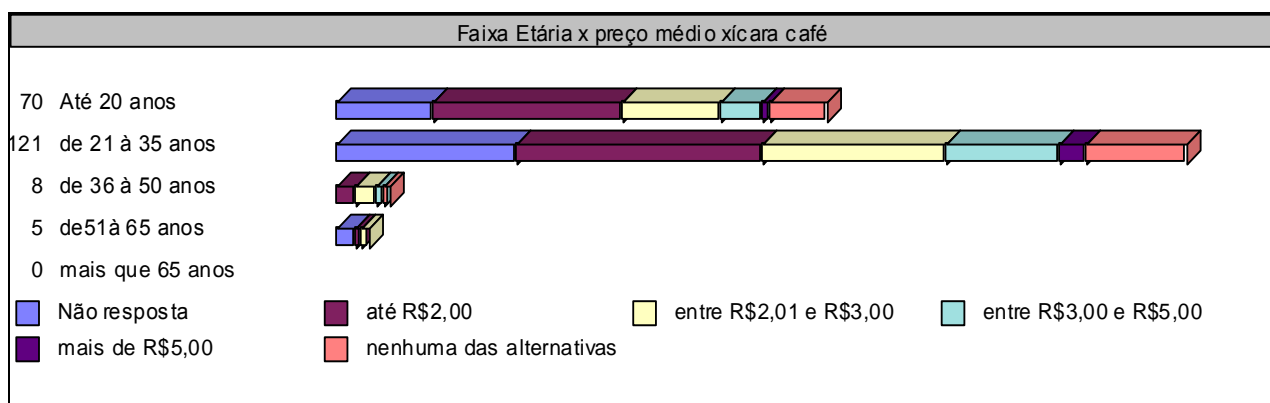 Faixa Etária x preço médio xícara café
70 Até 20 anos
121 de 21 à 35 anos
8 de 36 à 50 anos
5 de51à 65 anos
0 mais que 65 anos
Não resposta até R$2,00 entre R$2,01 e R$3,00 entre R$3,00 e R$5,00
mais de R$5,00 nenhuma das alternativas